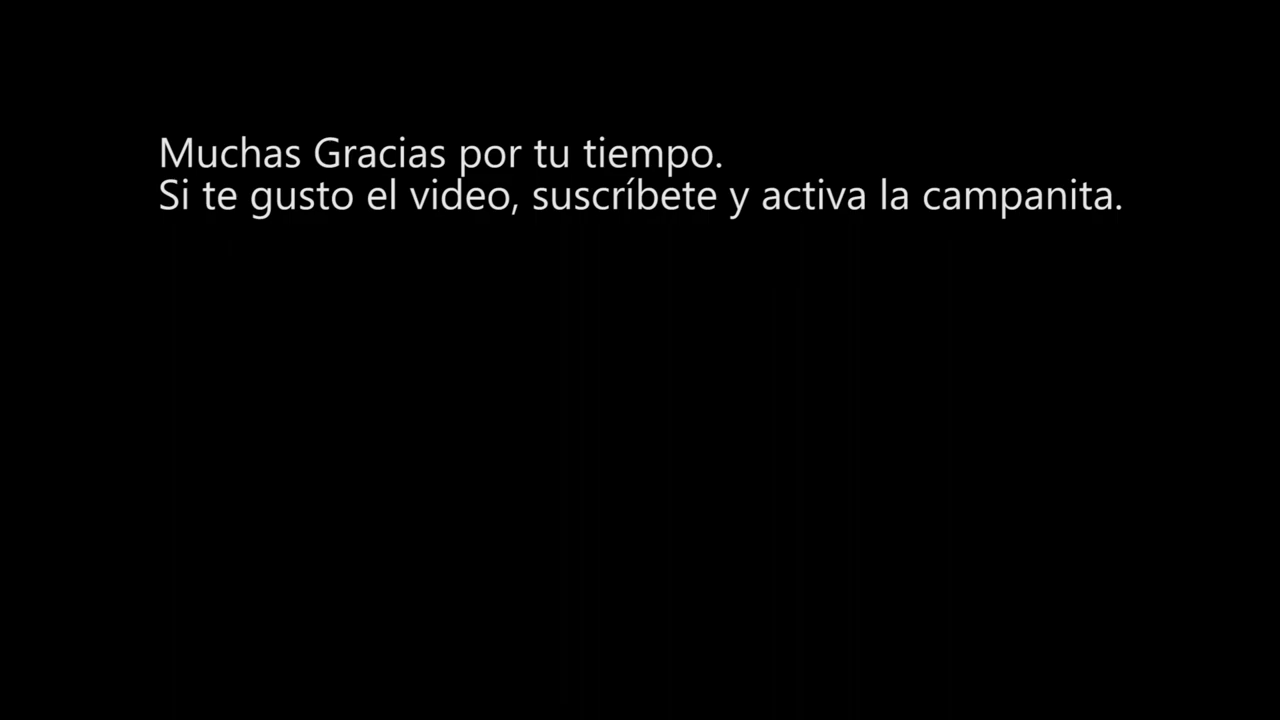 Muchas Gracias por tu tiempo.
Si te gusto el video, suscríbete y activa la campanita.